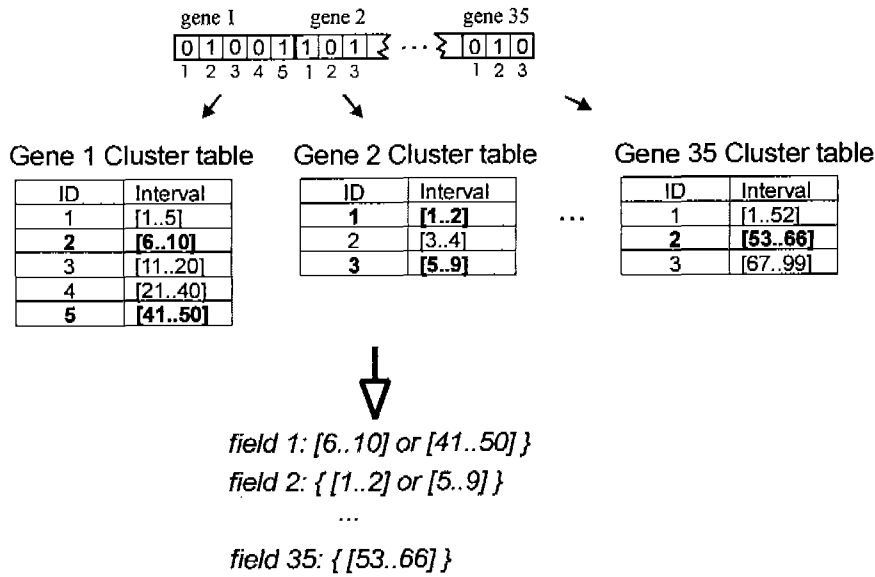 gene 1 gene 2 gene 35
0 1 0 0 1 1 0 1 ... 0 1 0
1 2 3 4 5 1 2 3 1 2 3
Gene 1 Cluster table
ID Interval
1 [1..5]
2 [6..10]
3 [11..20]
4 [21..40]
5 [41..50]
Gene 2 Cluster table
ID Interval
1 [1..2]
2 [3..4]
3 [5..9]
...
Gene 35 Cluster table
ID Interval
1 [1..52]
2 [53..66]
3 [67..99]
field 1: [6..10] or [41..50] }
field 2: { [1..2] or [5..9] }
...
field 35: { [53..66] }